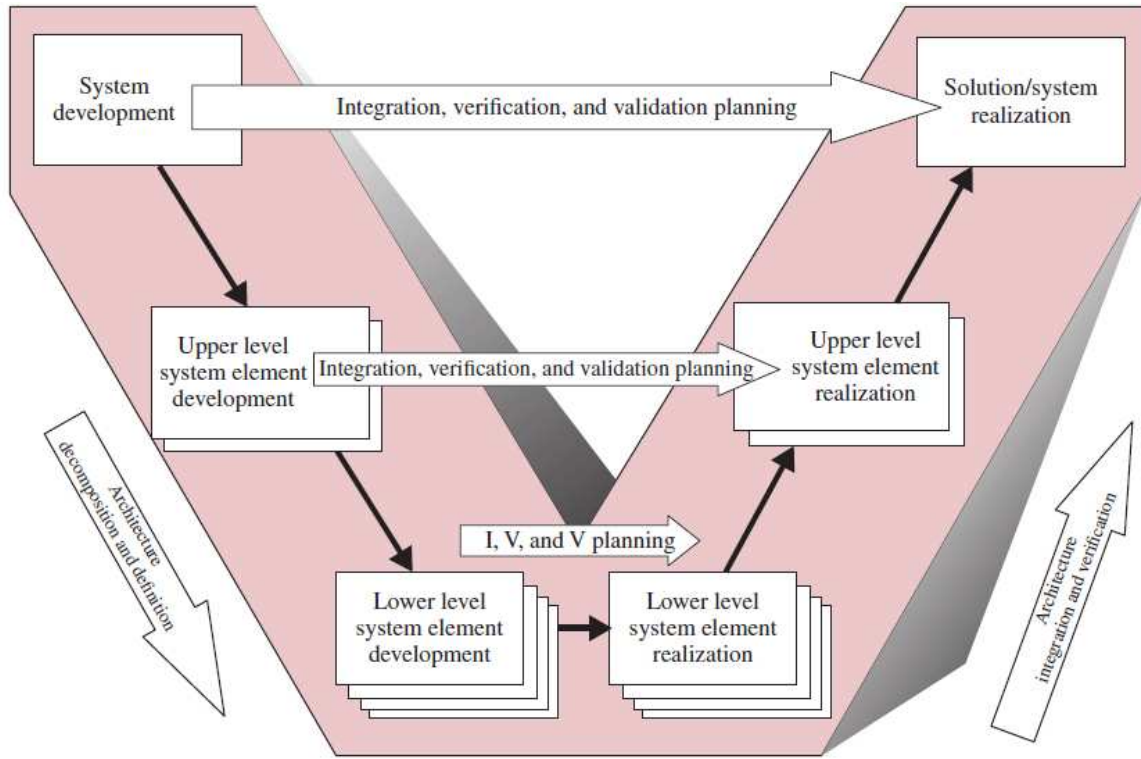 System
development
Integration, verification, and validation planning
Solution/system
realization
Upper level
system element
development
Integration, verification, and validation planning
Upper level
system element
realization
Architecture
decomposition and definition
I, V, and V planning
Architecture
integration and verification
Lower level
system element
development
Lower level
system element
realization